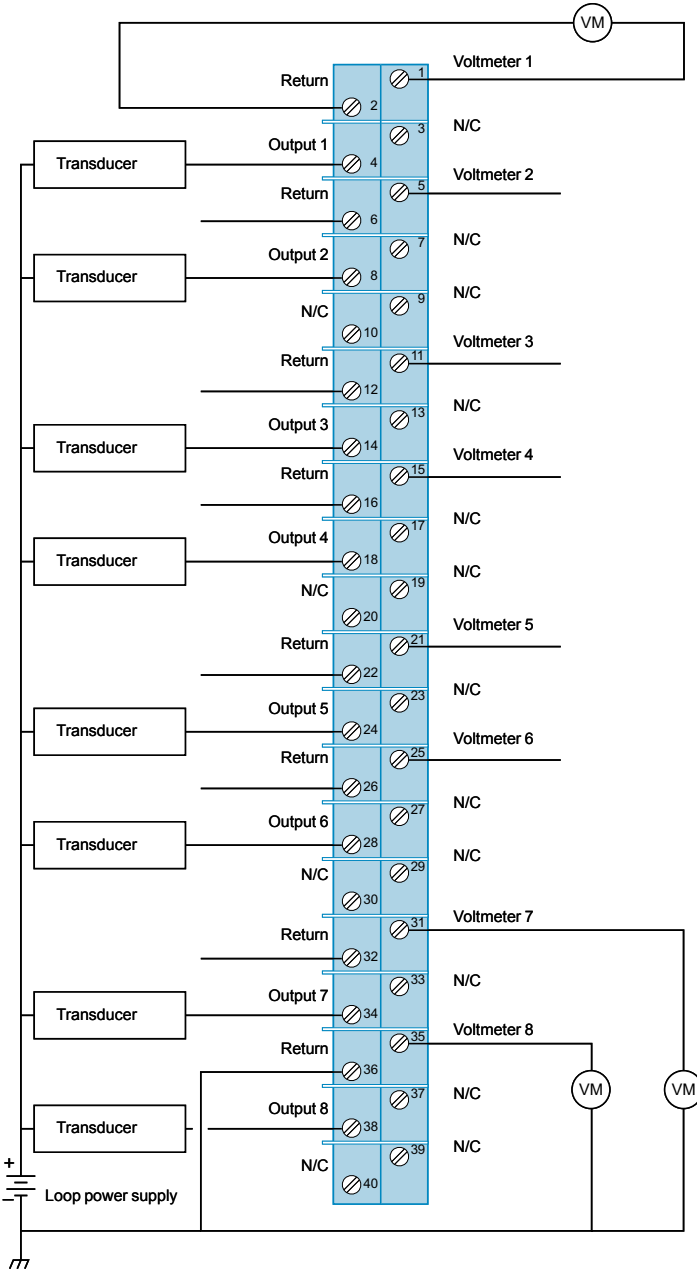 VM
Voltmeter 1
1
Return
2
N/C
3
Output 1
Transducer
4
Voltmeter 2
5
Return
6
N/C
7
Output 2
Transducer
8
N/C
9
N/C
10
Voltmeter 3
11
Return
12
N/C
13
Output 3
Transducer
14
Voltmeter 4
15
Return
16
N/C
17
Output 4
Transducer
18
N/C
19
N/C
20
Voltmeter 5
21
Return
22
N/C
23
Output 5
Transducer
24
Voltmeter 6
25
Return
26
N/C
27
Output 6
Transducer
28
N/C
29
N/C
30
Voltmeter 7
31
Return
32
N/C
33
Output 7
Transducer
34
Voltmeter 8
35
Return
36
VM
VM
N/C
37
Output 8
Transducer
38
N/C
39
N/C
40
+
–
Loop power supply